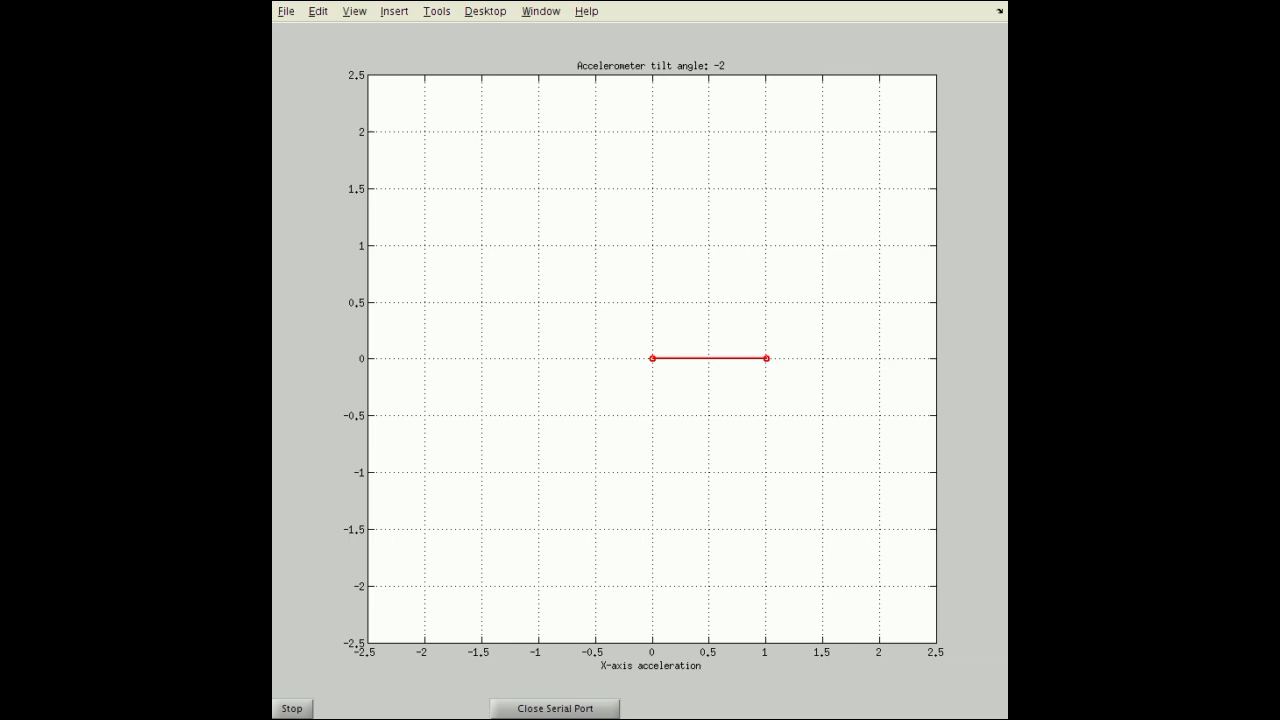 File Edit View Insert Tools Desktop Window Help
Accelerometer tilt angle: -2
2.5
2
1.5
1
0.5
0
-0.5
-1
-1.5
-2
-2.5
-2.5 -2 -1.5 -1 -0.5 0 0.5 1 1.5 2 2.5
X-axis acceleration
Stop Close Serial Port